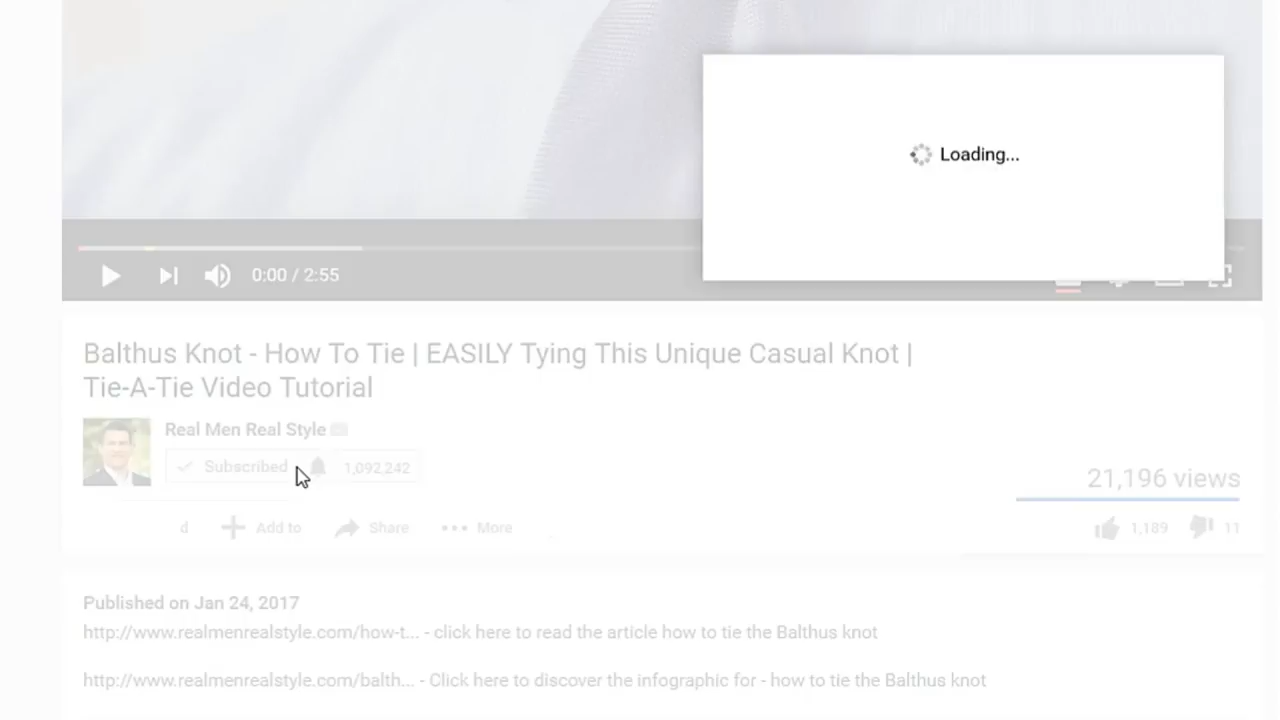 Loading...
0:00 / 2:55
Balthus Knot - How To Tie | EASILY Tying This Unique Casual Knot |
Tie-A-Tie Video Tutorial
Real Men Real Style
Subscribed 1,092,242
21,196 views
d Add to Share More 1,189 11
Published on Jan 24, 2017
http://www.realmenrealstyle.com/how-t... - click here to read the article how to tie the Balthus knot
http://www.realmenrealstyle.com/balth... - Click here to discover the infographic for - how to tie the Balthus knot